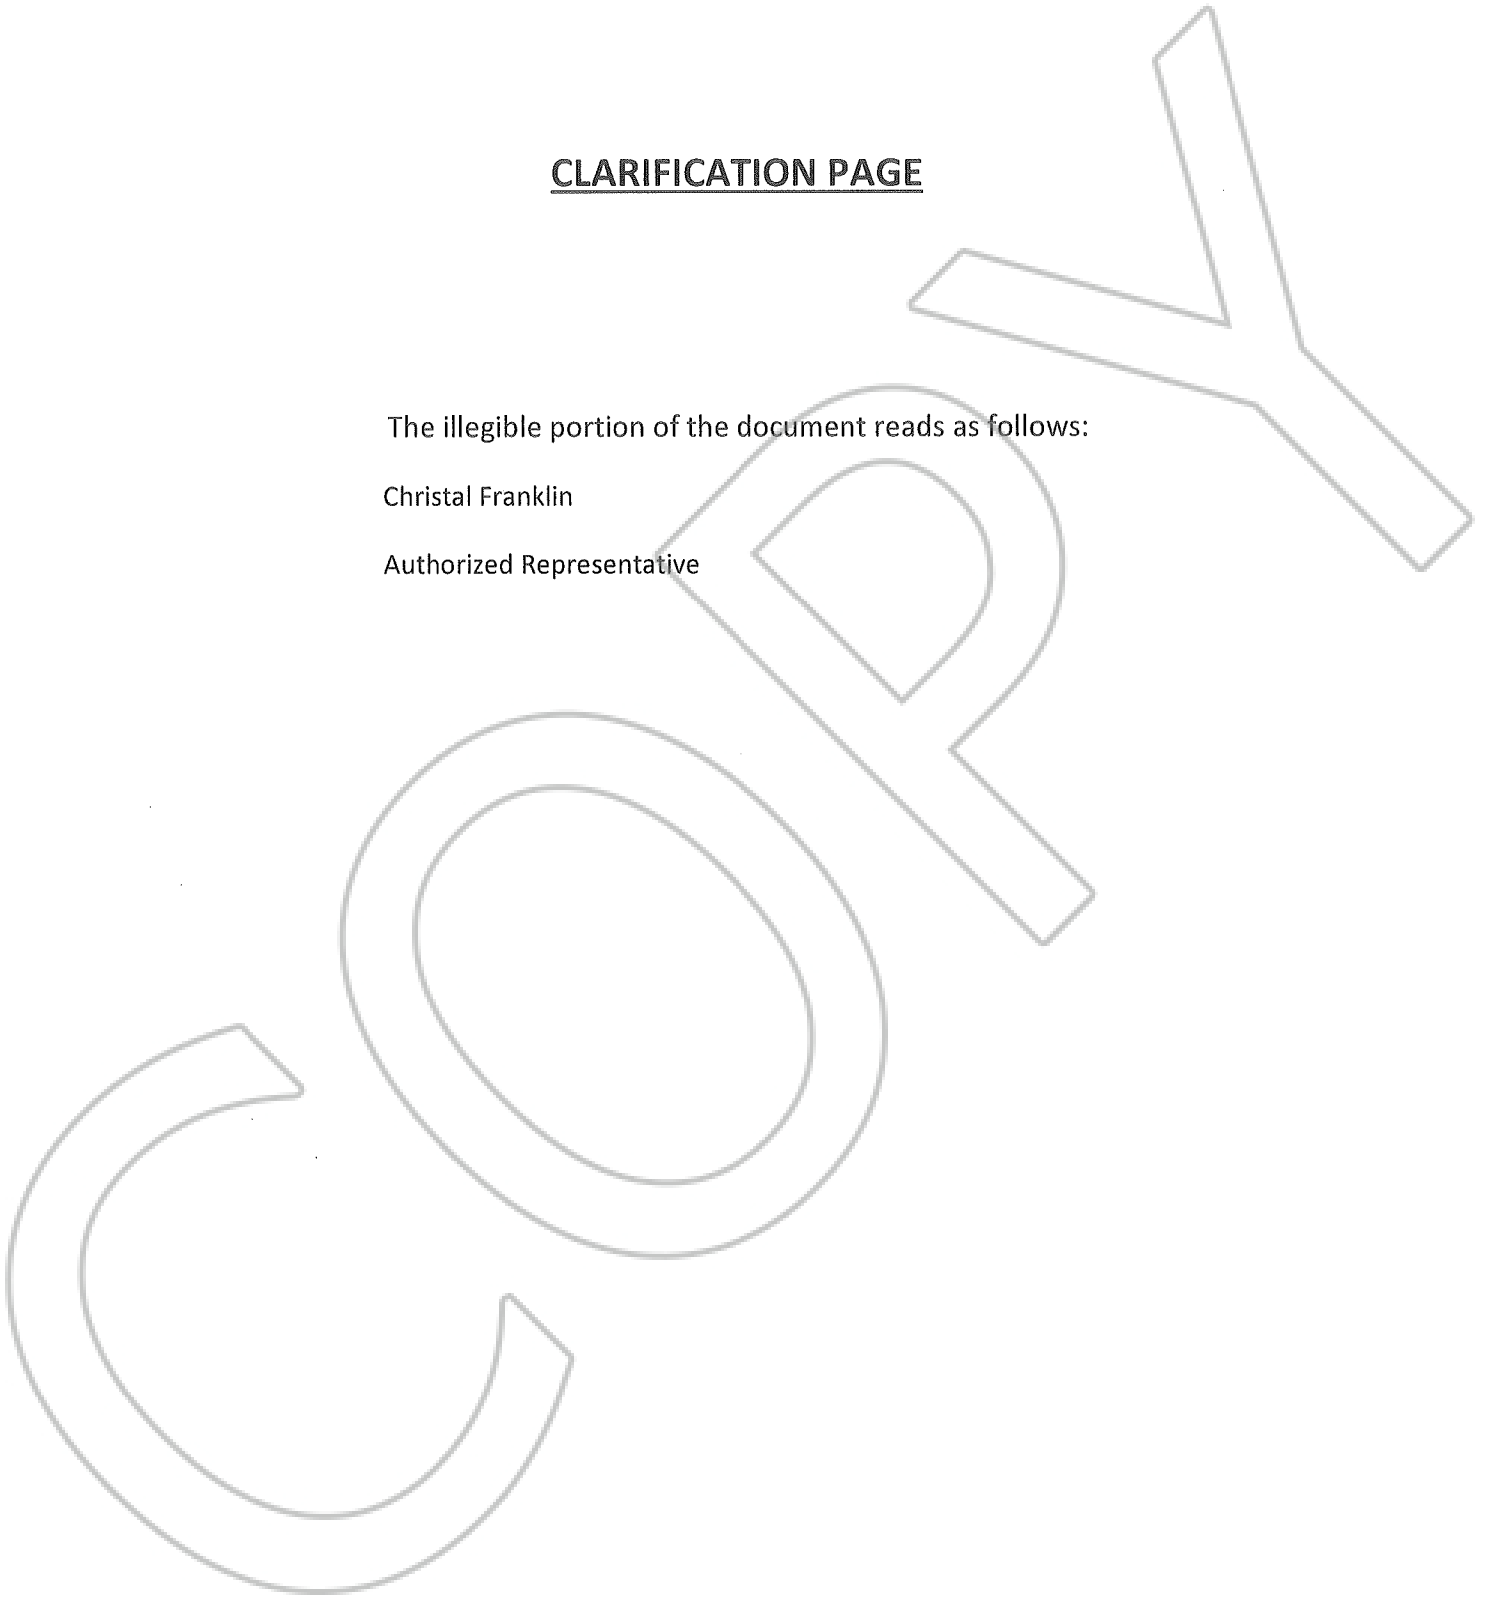 CLARIFICATION PAGE
The illegible portion of the document reads as follows:
Christal Franklin
Authorized Representative
COPY